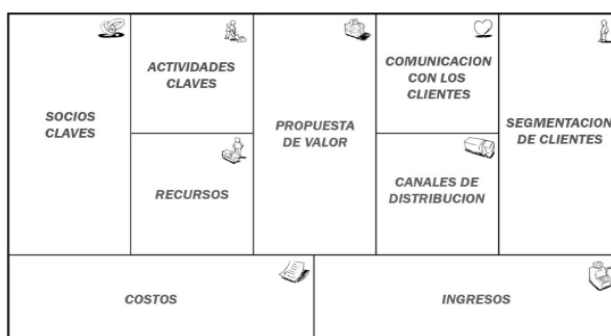 SOCIOS
CLAVES
ACTIVIDADES
CLAVES
RECURSOS
PROPUESTA
DE VALOR
COMUNICACION
CON LOS
CLIENTES
CANALES DE
DISTRIBUCION
SEGMENTACION
DE CLIENTES
COSTOS
INGRESOS